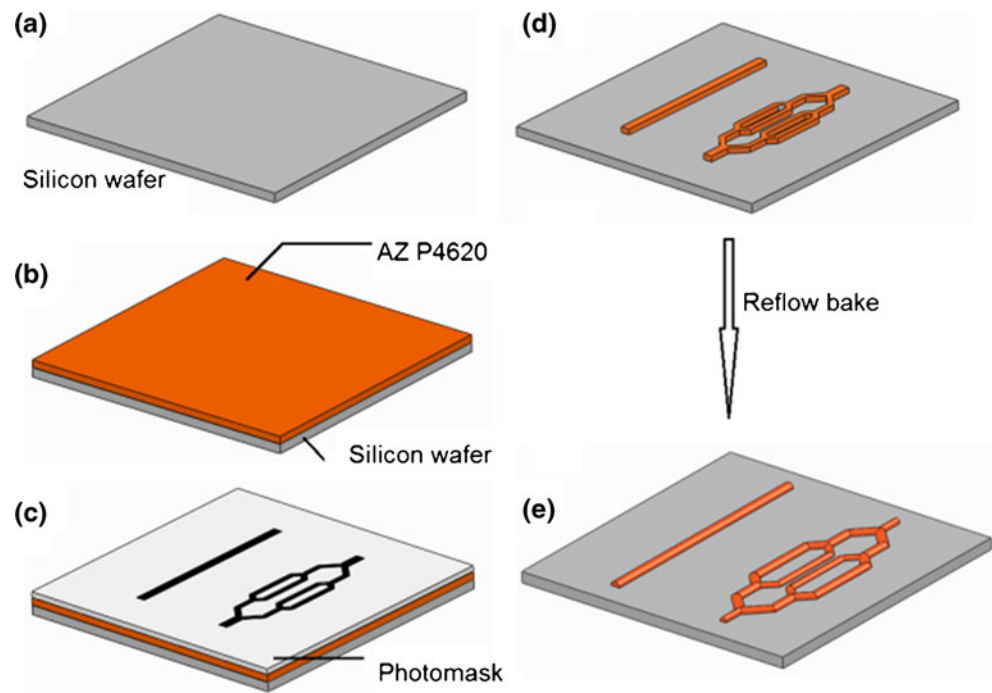 (a)
Silicon wafer
(b)
AZ P4620
Silicon wafer
(c)
Photomask
(d)
Reflow bake
(e)